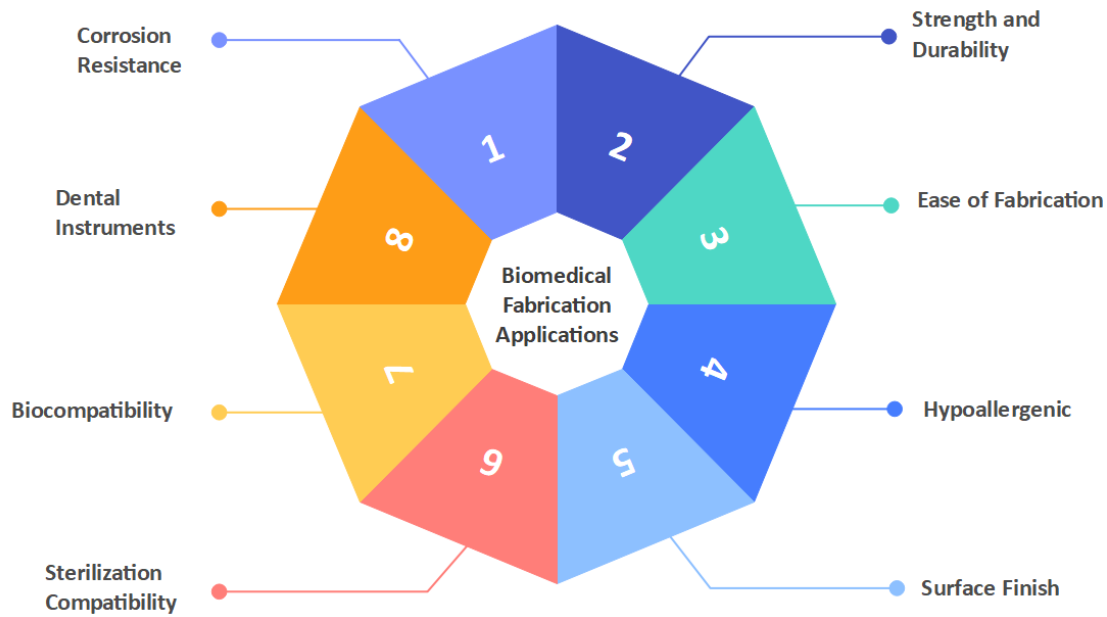 Corrosion
Resistance
Strength and
Durability
1
2
Dental
Instruments
Ease of Fabrication
8
3
Biomedical
Fabrication
Applications
7
4
Biocompatibility
Hypoallergenic
6
5
Sterilization
Compatibility
Surface Finish